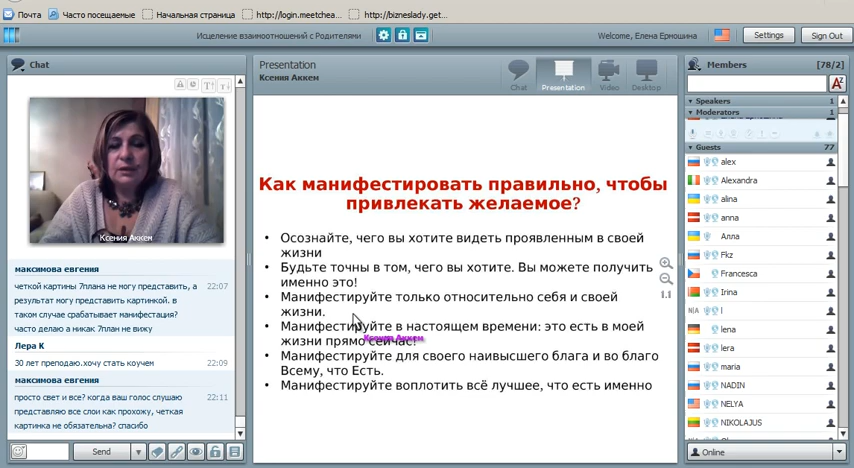 Почта
Часто посещаемые
Начальная страница
http://login.meetchea...
http://bizneslady.get...
Исцеление взаимоотношений с Родителями
Welcome, Елена Ермошина
Settings
Sign Out
Chat
Ксения Аккем
максимова евгения
четкой картины 7плана не могу представить, а 22:07
результат могу представить картинкой. в
таком случае срабатывает манифестация?
часто делаю а никак 7план не вижу
Лера К
30 лет преподаю.хочу стать коучем 22:09
максимова евгения
просто свет и все? когда ваш голос слушаю 22:11
представляю все слои как прохожу, четкая
картинка не обязательна? спасибо
Send
Presentation
Ксения Аккем
Chat
Presentation
Video
Desktop
Как манифестировать правильно, чтобы
привлекать желаемое?
• Осознайте, чего вы хотите видеть проявленным в своей
жизни
• Будьте точны в том, чего вы хотите. Вы можете получить
именно это!
• Манифестируйте только относительно себя и своей
жизни.
• Манифестируйте в настоящем времени: это есть в моей
жизни прямо сейчас!
Ксения Аккем
• Манифестируйте для своего наивысшего блага и во благо
Всему, что Есть.
• Манифестируйте воплотить всё лучшее, что есть именно
1:1
Members [78/2]
AZ
Speakers 1
Moderators 1
Guests 77
alex
Alexandra
alina
anna
Алла
Fkz
Francesca
Irina
N/A l
lena
lera
maria
NADIN
NELYA
NIKOLAJUS
Online